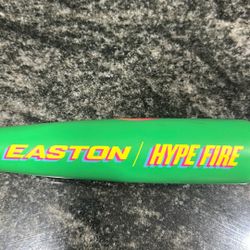 EASTON / HYPE FIRE